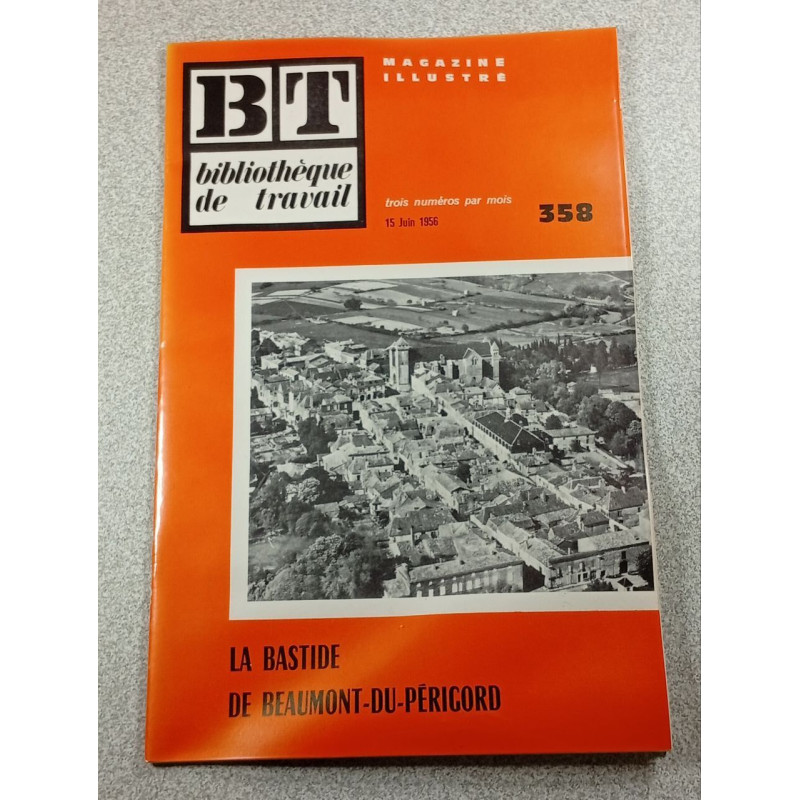 BT
bibliothèque
de travail
MAGAZINE
ILLUSTRÉ
trois numéros par mois
15 Juin 1956
358
LA BASTIDE
DE BEAUMONT-DU-PÉRIGORD